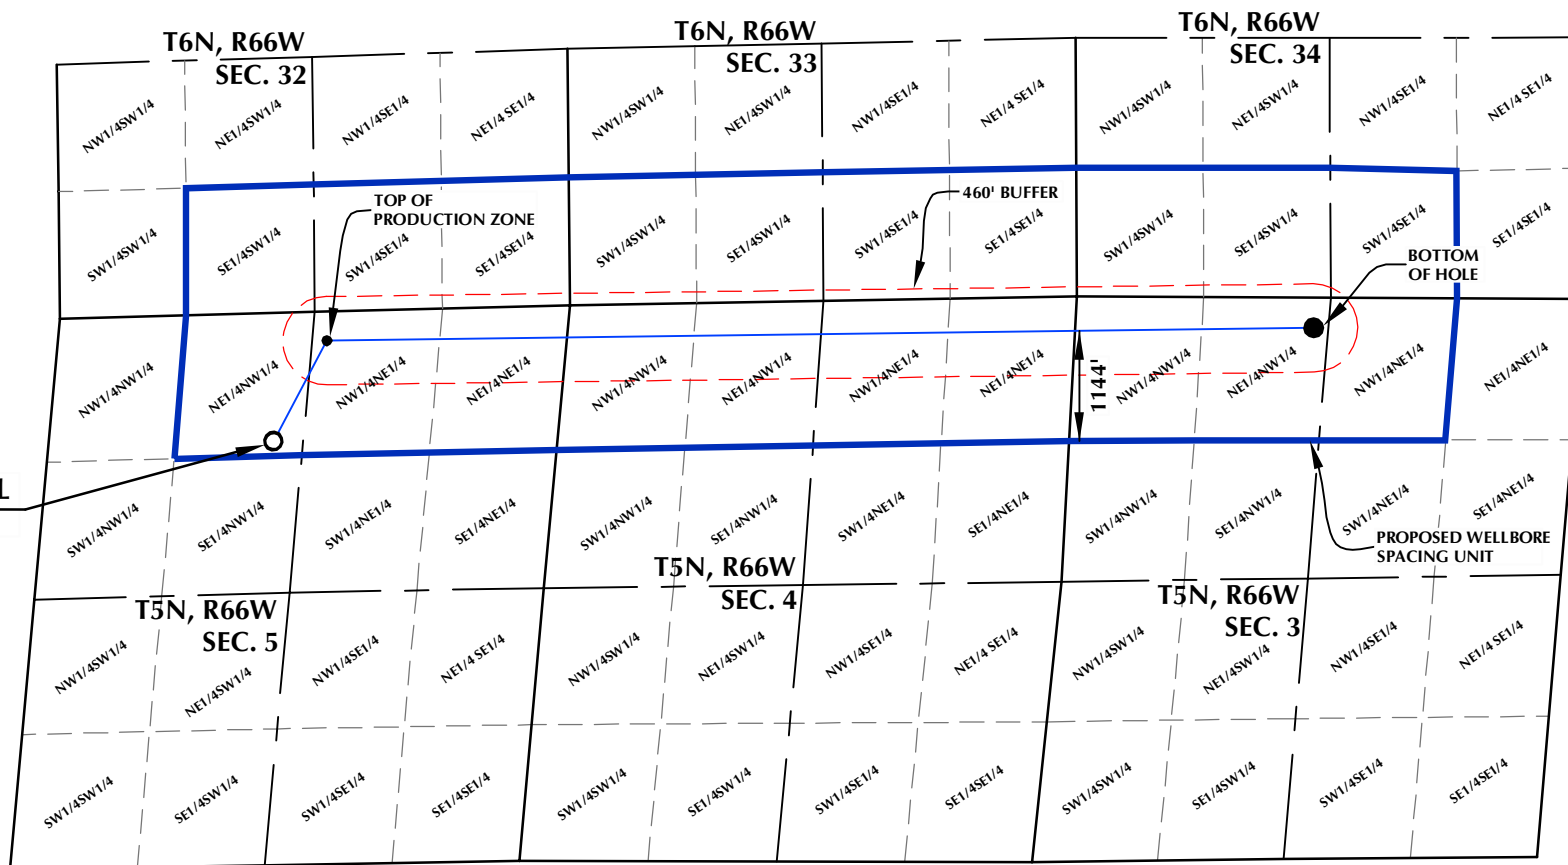 T6N, R66W
SEC. 32
T6N, R66W
SEC. 33
T6N, R66W
SEC. 34
NW1/4SW1/4
NE1/4SW1/4
NW1/4SE1/4
NE1/4 SE1/4
NW1/4SW1/4
NE1/4SW1/4
NW1/4SE1/4
NE1/4 SE1/4
NW1/4SW1/4
NE1/4SW1/4
NW1/4SE1/4
NE1/4 SE1/4
TOP OF
PRODUCTION ZONE
460' BUFFER
SW1/4SW1/4
SE1/4SW1/4
SW1/4SE1/4
SE1/4SE1/4
SW1/4SW1/4
SE1/4SW1/4
SW1/4SE1/4
SE1/4SE1/4
SW1/4SW1/4
SE1/4SW1/4
SW1/4SE1/4
SE1/4SE1/4
BOTTOM
OF HOLE
NW1/4NW1/4
NE1/4NW1/4
NW1/4NE1/4
NE1/4NE1/4
NW1/4NW1/4
NE1/4NW1/4
NW1/4NE1/4
NE1/4NE1/4
1144'
NW1/4NW1/4
NE1/4NW1/4
NW1/4NE1/4
NE1/4NE1/4
L
SW1/4NW1/4
SE1/4NW1/4
SW1/4NE1/4
SE1/4NE1/4
SW1/4NW1/4
SE1/4NW1/4
SW1/4NE1/4
SE1/4NE1/4
SW1/4NW1/4
SE1/4NW1/4
SW1/4NE1/4
SE1/4NE1/4
PROPOSED WELLBORE
SPACING UNIT
T5N, R66W
SEC. 5
T5N, R66W
SEC. 4
T5N, R66W
SEC. 3
NW1/4SW1/4
NE1/4SW1/4
NW1/4SE1/4
NE1/4 SE1/4
NW1/4SW1/4
NE1/4SW1/4
NW1/4SE1/4
NE1/4 SE1/4
NW1/4SW1/4
NE1/4SW1/4
NW1/4SE1/4
NE1/4 SE1/4
SW1/4SW1/4
SE1/4SW1/4
SW1/4SE1/4
SE1/4SE1/4
SW1/4SW1/4
SE1/4SW1/4
SW1/4SE1/4
SE1/4SE1/4
SW1/4SW1/4
SE1/4SW1/4
SW1/4SE1/4
SE1/4SE1/4